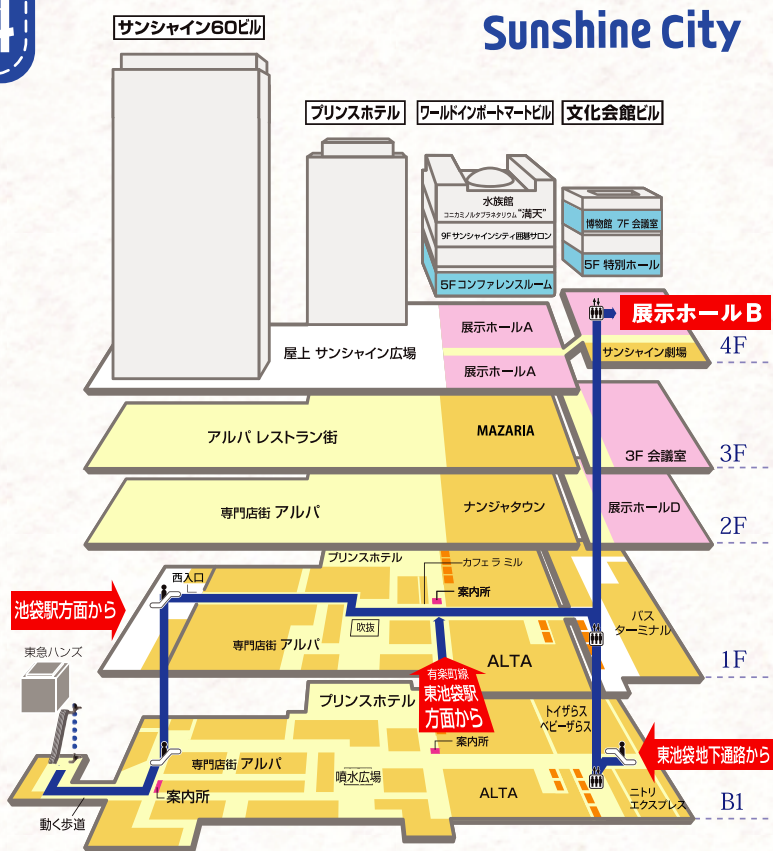 Sunshine City
サンシャイン60ビル
プリンスホテル
ワールドインポートマートビル
文化会館ビル
水族館
コニカミノルタプラネタリウム“満天”
9Fサンシャインシティ囲碁サロン
5Fコンファレンスルーム
博物館 7F 会議室
5F 特別ホール
展示ホールB
展示ホールA
屋上 サンシャイン広場
展示ホールA
サンシャイン劇場
4F
アルパ レストラン街
MAZARIA
3F 会議室
3F
専門店街 アルパ
ナンジャタウン
展示ホールD
2F
プリンスホテル
カフェ ラ ミル
西入口
案内所
池袋駅方面から
吹抜
バス
ターミナル
専門店街 アルパ
ALTA
1F
東急ハンズ
有楽町線
東池袋駅
方面から
プリンスホテル
トイザらス
ベビーザらス
案内所
東池袋地下通路から
専門店街 アルパ
噴水広場
案内所
ALTA
ニトリ
エクスプレス
B1
動く歩道